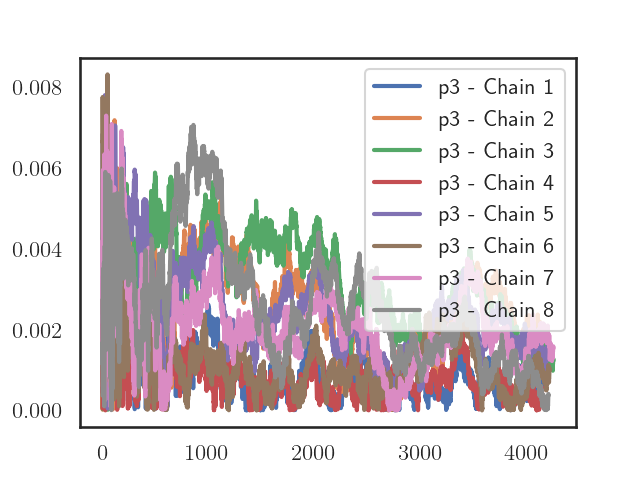 0.008
0.006
0.004
0.002
0.000
0
1000
2000
3000
4000
p3 - Chain 1
p3 - Chain 2
p3 - Chain 3
p3 - Chain 4
p3 - Chain 5
p3 - Chain 6
p3 - Chain 7
p3 - Chain 8